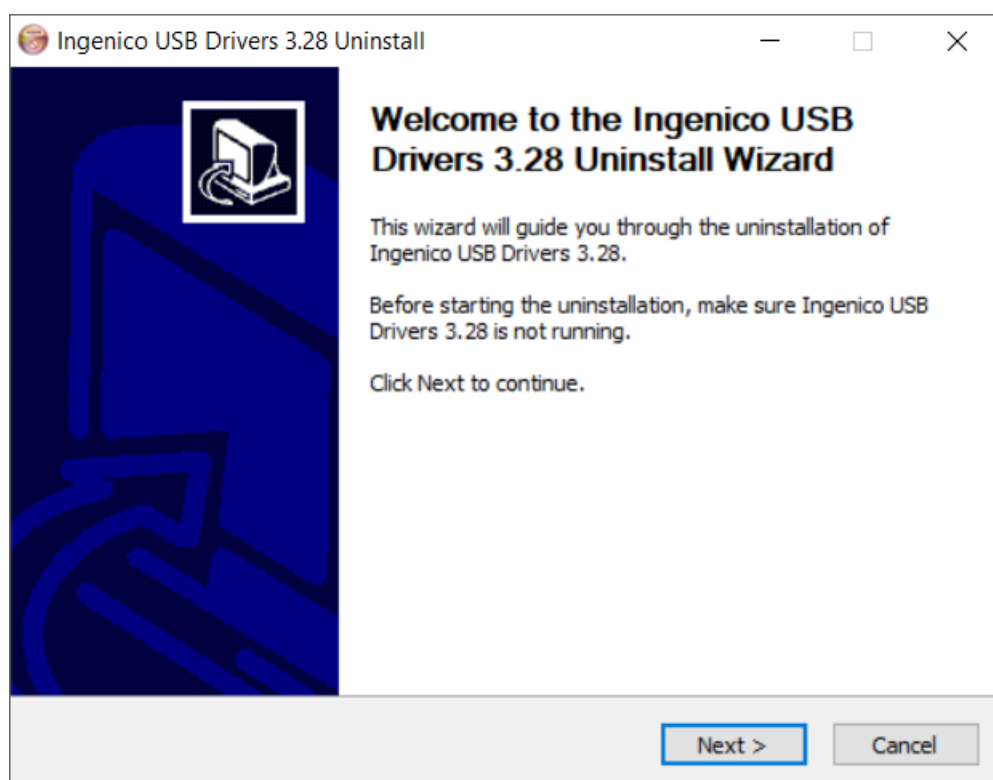 Ingenico USB Drivers 3.28 Uninstall
Welcome to the Ingenico USB
Drivers 3.28 Uninstall Wizard
This wizard will guide you through the uninstallation of
Ingenico USB Drivers 3.28.
Before starting the uninstallation, make sure Ingenico USB
Drivers 3.28 is not running.
Click Next to continue.
Next >
Cancel